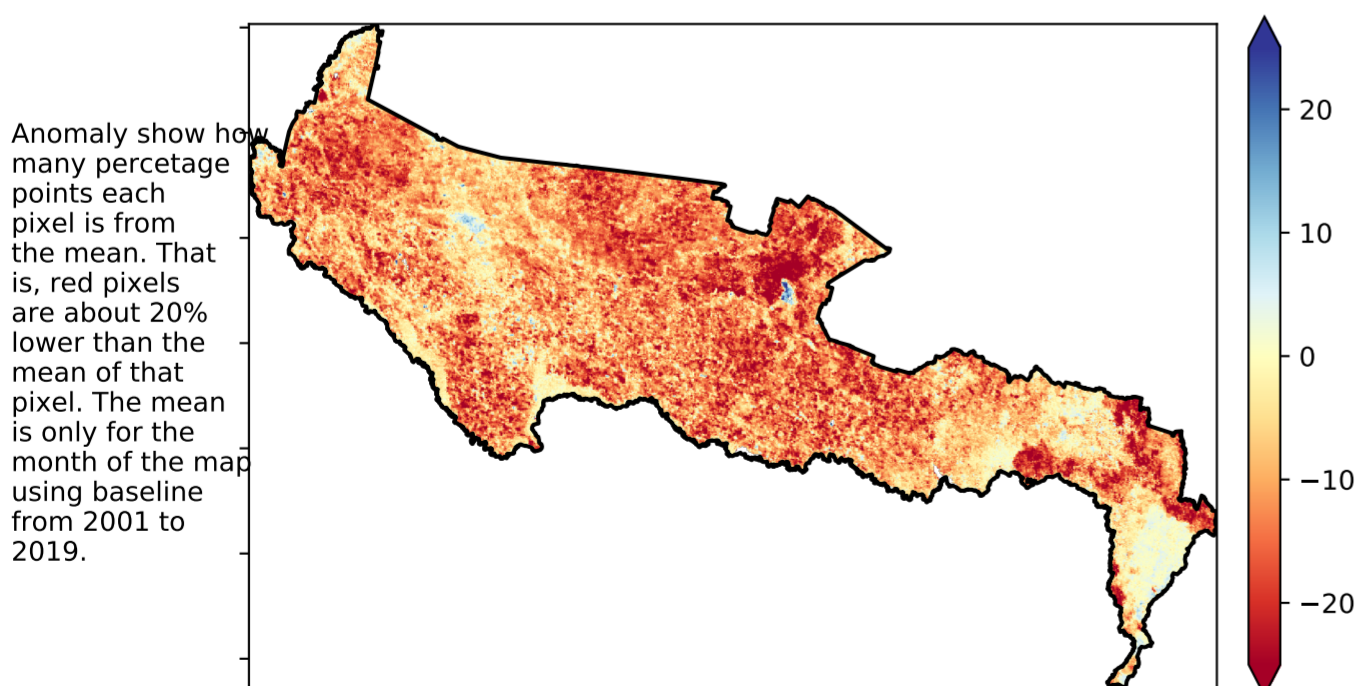 Anomaly show how
many percetage
points each
pixel is from
the mean. That
is, red pixels
are about 20%
lower than the
mean of that
pixel. The mean
is only for the
month of the map
using baseline
from 2001 to
2019.
20
10
0
−10
−20